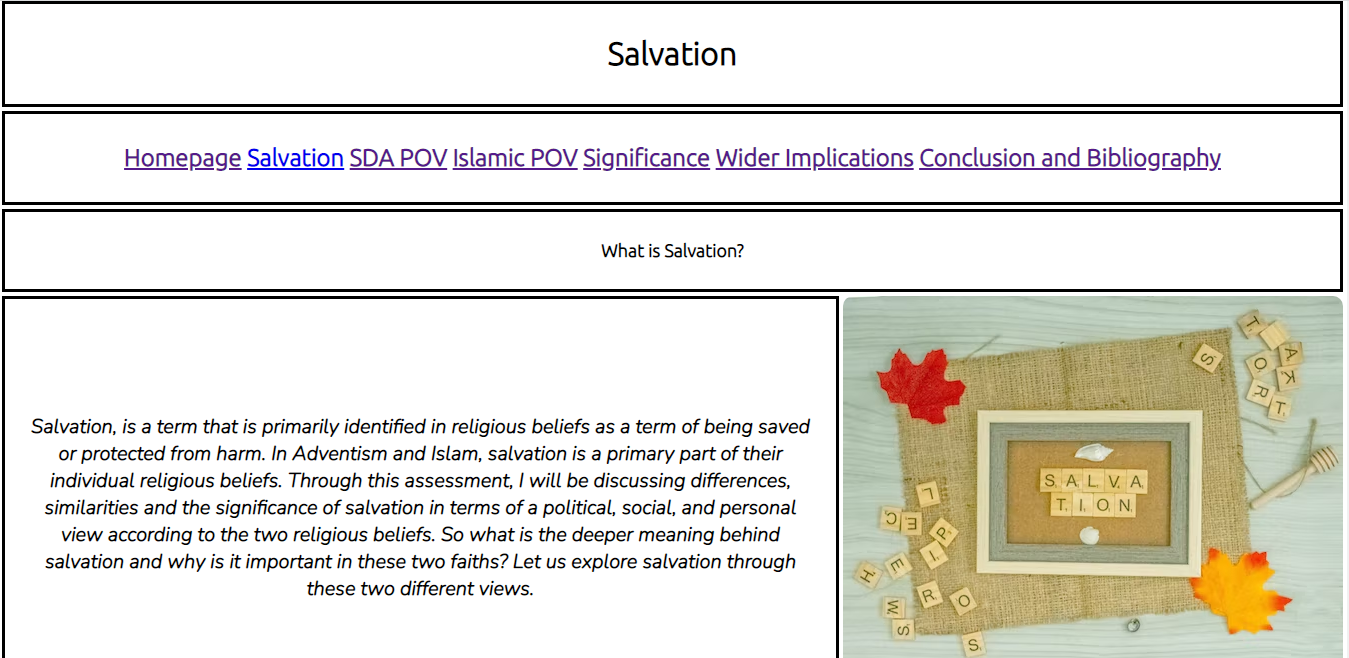 Salvation
Homepage Salvation SDA POV Islamic POV Significance Wider Implications Conclusion and Bibliography
What is Salvation?
Salvation, is a term that is primarily identified in religious beliefs as a term of being saved
or protected from harm. In Adventism and Islam, salvation is a primary part of their
individual religious beliefs. Through this assessment, I will be discussing differences,
similarities and the significance of salvation in terms of a political, social, and personal
view according to the two religious beliefs. So what is the deeper meaning behind
salvation and why is it important in these two faiths? Let us explore salvation through
these two different views.
T
S
A
O
K
R
T
SALVA
TION
L
C
E
P
I
E
H
R
O
W
S
S